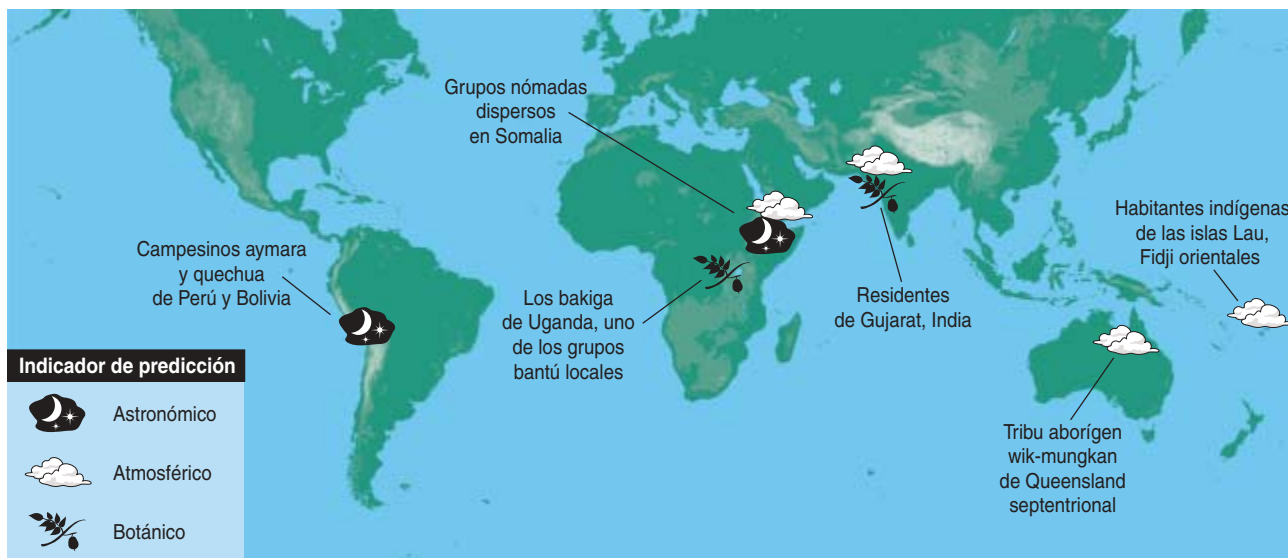 Grupos nómadas
dispersos
en Somalia
Habitantes indígenas
de las islas Lau,
Fidji orientales
Campesinos aymara
y quechua
de Perú y Bolivia
Los bakiga
de Uganda, uno
de los grupos
bantú locales
Residentes
de Gujarat, India
Tribu aborígen
wik-mungkan
de Queensland
septentrional
Indicador de predicción
Astronómico
Atmosférico
Botánico